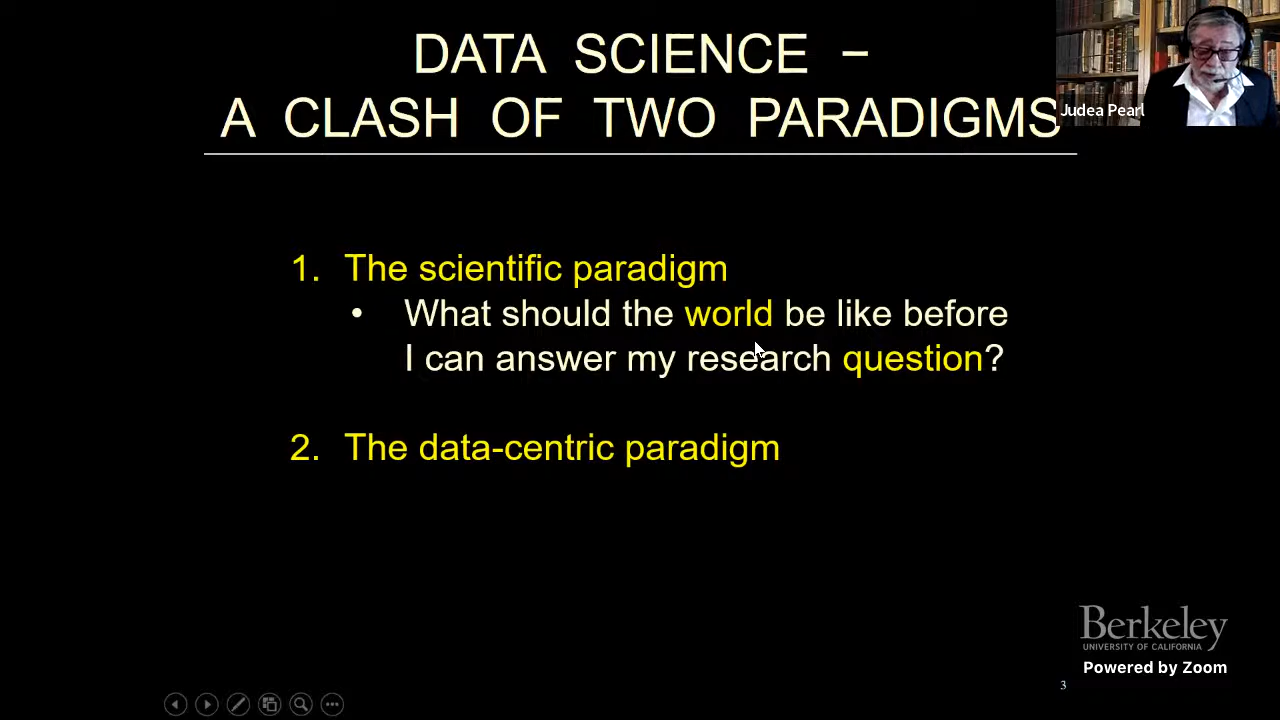 DATA SCIENCE –
A CLASH OF TWO PARADIGMS
Judea Pearl
1. The scientific paradigm
• What should the world be like before
I can answer my research question?
2. The data-centric paradigm
Berkeley
UNIVERSITY OF CALIFORNIA
Powered by Zoom
3